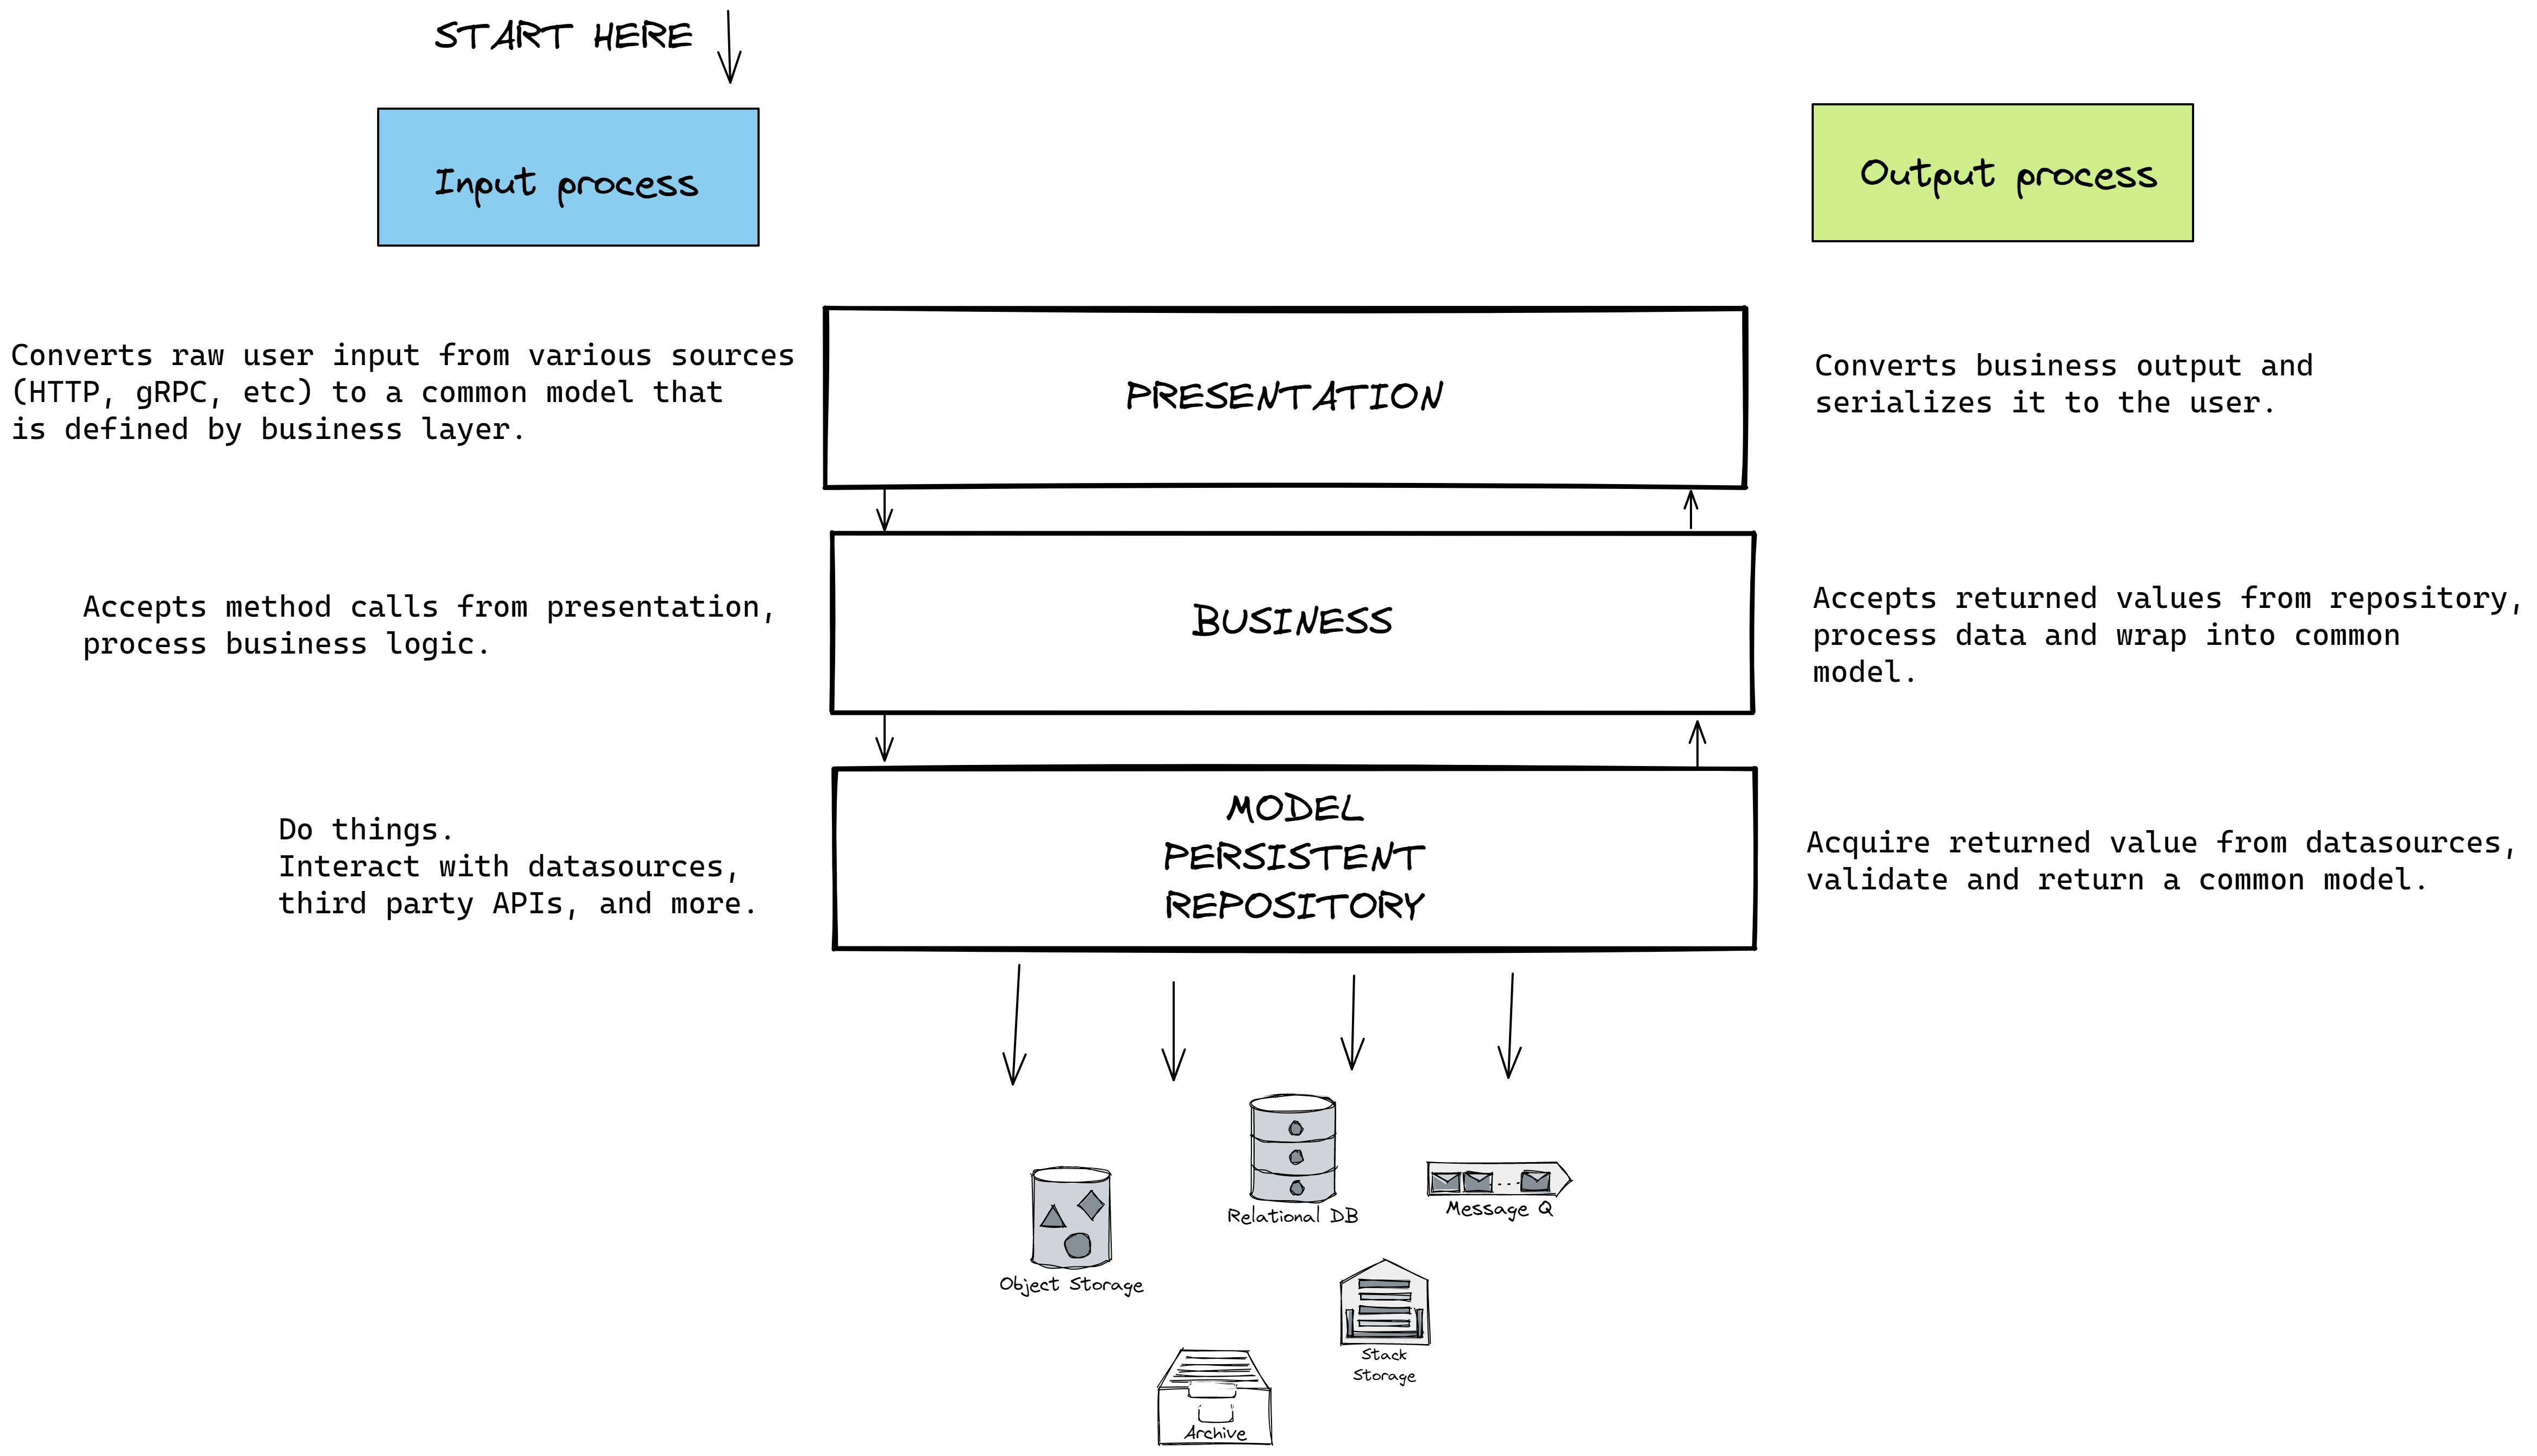 START HERE
Input process
Output process
Converts raw user input from various sources
(HTTP, gRPC, etc) to a common model that
is defined by business layer.
PRESENTATION
Converts business output and
serializes it to the user.
Accepts method calls from presentation,
process business logic.
BUSINESS
Accepts returned values from repository,
process data and wrap into common
model.
Do things.
Interact with datasources,
third party APIs, and more.
MODEL
PERSISTENT
REPOSITORY
Acquire returned value from datasources,
validate and return a common model.
Relational DB
Message Q
Object Storage
Stack
Storage
Archive